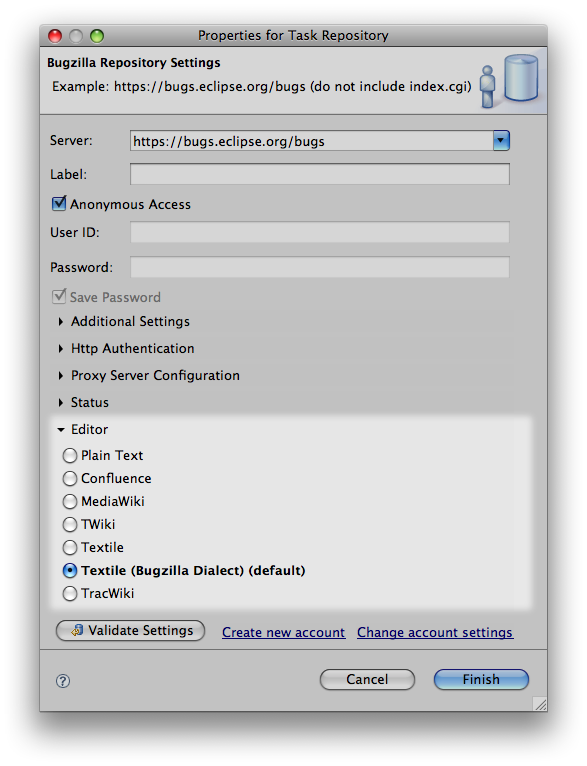 Properties for Task Repository
Bugzilla Repository Settings
Example: https://bugs.eclipse.org/bugs (do not include index.cgi)
Server: https://bugs.eclipse.org/bugs
Label:
Anonymous Access
User ID:
Password:
Save Password
Additional Settings
Http Authentication
Proxy Server Configuration
Status
Editor
Plain Text
Confluence
MediaWiki
TWiki
Textile
Textile (Bugzilla Dialect) (default)
TracWiki
Validate Settings Create new account Change account settings
? Cancel Finish